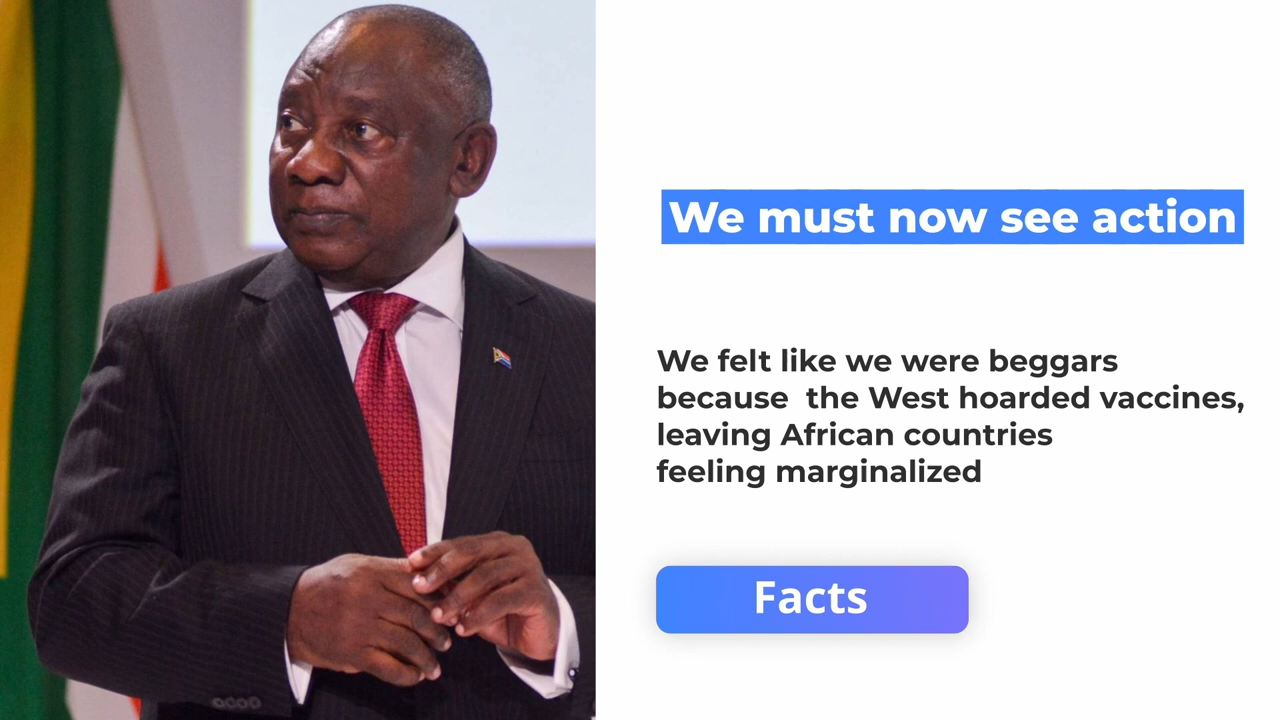 We must now see action
We felt like we were beggars
because  the West hoarded vaccines,
leaving African countries
feeling marginalized
Facts